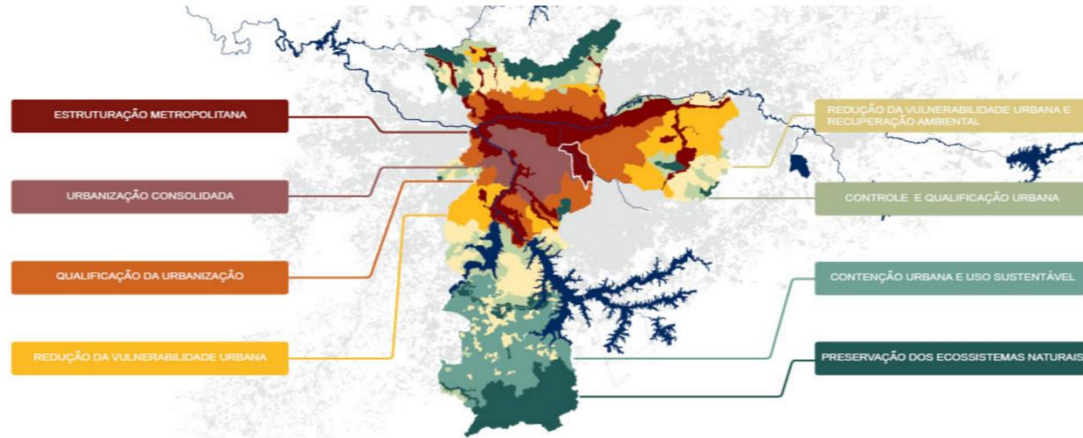 ESTRUTURAÇÃO METROPOLITANA
URBANIZAÇÃO CONSOLIDADA
QUALIFICAÇÃO DA URBANIZAÇÃO
REDUÇÃO DA VULNERABILIDADE URBANA
REDUÇÃO DA VULNERABILIDADE URBANA E
RECUPERAÇÃO AMBIENTAL
CONTROLE E QUALIFICAÇÃO URBANA
CONTENÇÃO URBANA E USO SUSTENTÁVEL
PRESERVAÇÃO DOS ECOSSISTEMAS NATURAIS